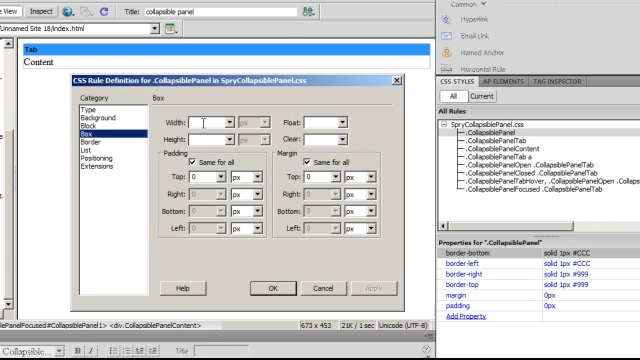 e View
Inspect
Title: collapsible panel
Unnamed Site 18/index.html
Tab
Content
CSS Rule Definition for .CollapsiblePanel in SpryCollapsiblePanel.css
Category
Type
Background
Block
Box
Border
List
Positioning
Extensions
Box
Width: px Float:
Height: px Clear:
Padding
Same for all
Top: 0 px
Right: 0 px
Bottom: 0 px
Left: 0 px
Margin
Same for all
Top: 0 px
Right: 0 px
Bottom: 0 px
Left: 0 px
Help OK Cancel Apply
anelFocused#CollapsiblePanel1> <div.CollapsiblePanelContent>
673 x 453 21K / 1 sec Unicode (UTF-8)
Collapsible... B I Title
Common
Hyperlink
Email Link
Named Anchor
Horizontal Rule
CSS STYLES AP ELEMENTS TAG INSPECTOR
All Current
All Rules
SpryCollapsiblePanel.css
.CollapsiblePanel
.CollapsiblePanelTab
.CollapsiblePanelContent
.CollapsiblePanelTab a
.CollapsiblePanelOpen .CollapsiblePanelTab
.CollapsiblePanelClosed .CollapsiblePanelTab
.CollapsiblePanelTabHover, .CollapsiblePanelOpen .Collap
.CollapsiblePanelFocused .CollapsiblePanelTab
Properties for ".CollapsiblePanel"
border-bottom solid 1px #CCC
border-left solid 1px #CCC
border-right solid 1px #999
border-top solid 1px #999
margin 0px
padding 0px
Add Property